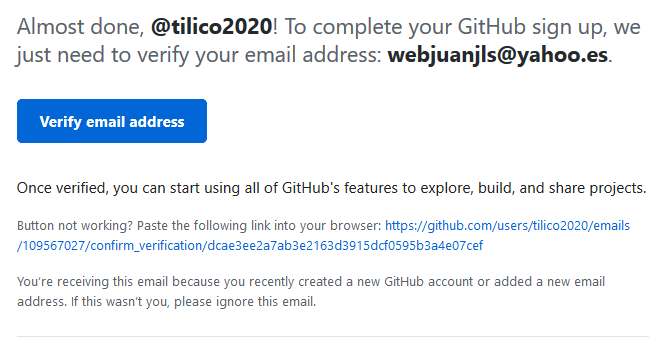 Almost done, @tilico2020! To complete your GitHub sign up, we
just need to verify your email address: webjuanjls@yahoo.es.
Verify email address
Once verified, you can start using all of GitHub's features to explore, build, and share projects.
Button not working? Paste the following link into your browser: https://github.com/users/tilico2020/emails
/109567027/confirm_verification/dcae3ee2a7ab3e2163d3915dcf0595b3a4e07cef
You’re receiving this email because you recently created a new GitHub account or added a new email
address. If this wasn’t you, please ignore this email.